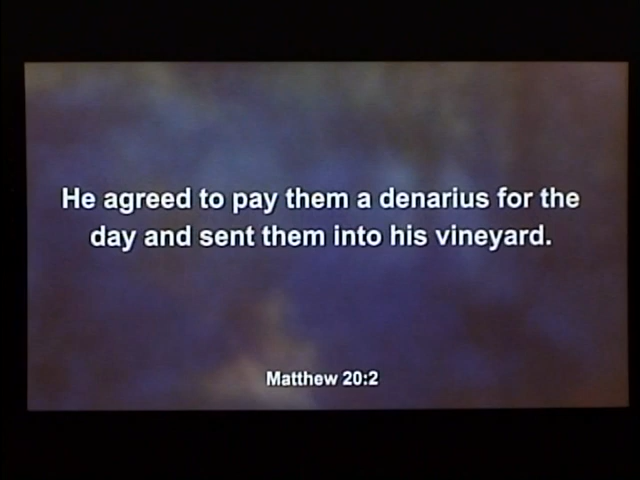 He agreed to pay them a denarius for the
day and sent them into his vineyard.
Matthew 20:2